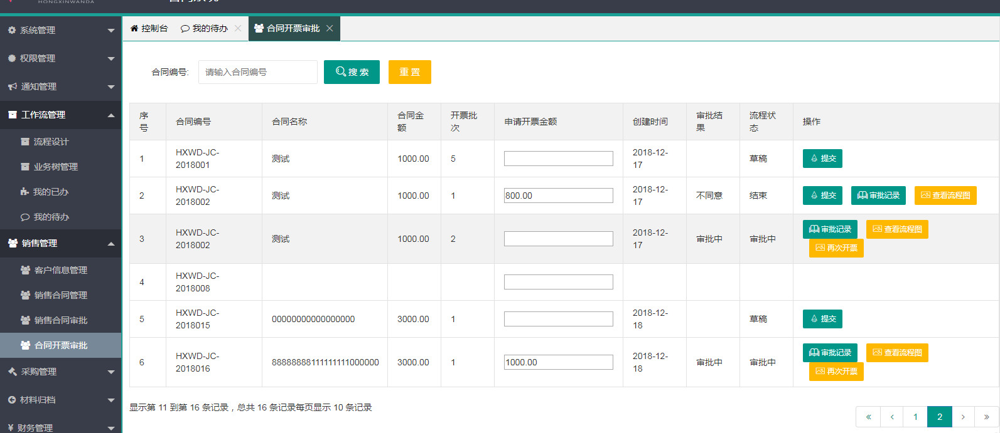 HONGXINWANDA
系统管理
权限管理
通知管理
工作流管理
流程设计
业务树管理
我的已办
我的待办
销售管理
客户信息管理
销售合同管理
销售合同审批
合同开票审批
采购管理
材料归档
¥ 财务管理
控制台 我的待办 × 合同开票审批 ×
合同编号: 请输入合同编号 搜 索 重 置
序号 合同编号 合同名称 合同金额 开票批次 申请开票金额 创建时间 审批结果 流程状态 操作
1 HXWD-JC-2018001 测试 1000.00 5 2018-12-17 草稿 提交
2 HXWD-JC-2018002 测试 1000.00 1 800.00 2018-12-17 不同意 结束 提交 审批记录 查看流程图
3 HXWD-JC-2018002 测试 1000.00 2 2018-12-17 审批中 审批中 审批记录 查看流程图 再次开票
4 HXWD-JC-2018008
5 HXWD-JC-2018015 00000000000000000 3000.00 1 2018-12-18 草稿 提交
6 HXWD-JC-2018016 88888888111111111000000 3000.00 1 1000.00 2018-12-18 审批中 审批中 审批记录 查看流程图 再次开票
显示第 11 到第 16 条记录，总共 16 条记录每页显示 10 条记录
« ‹ 1 2 › »